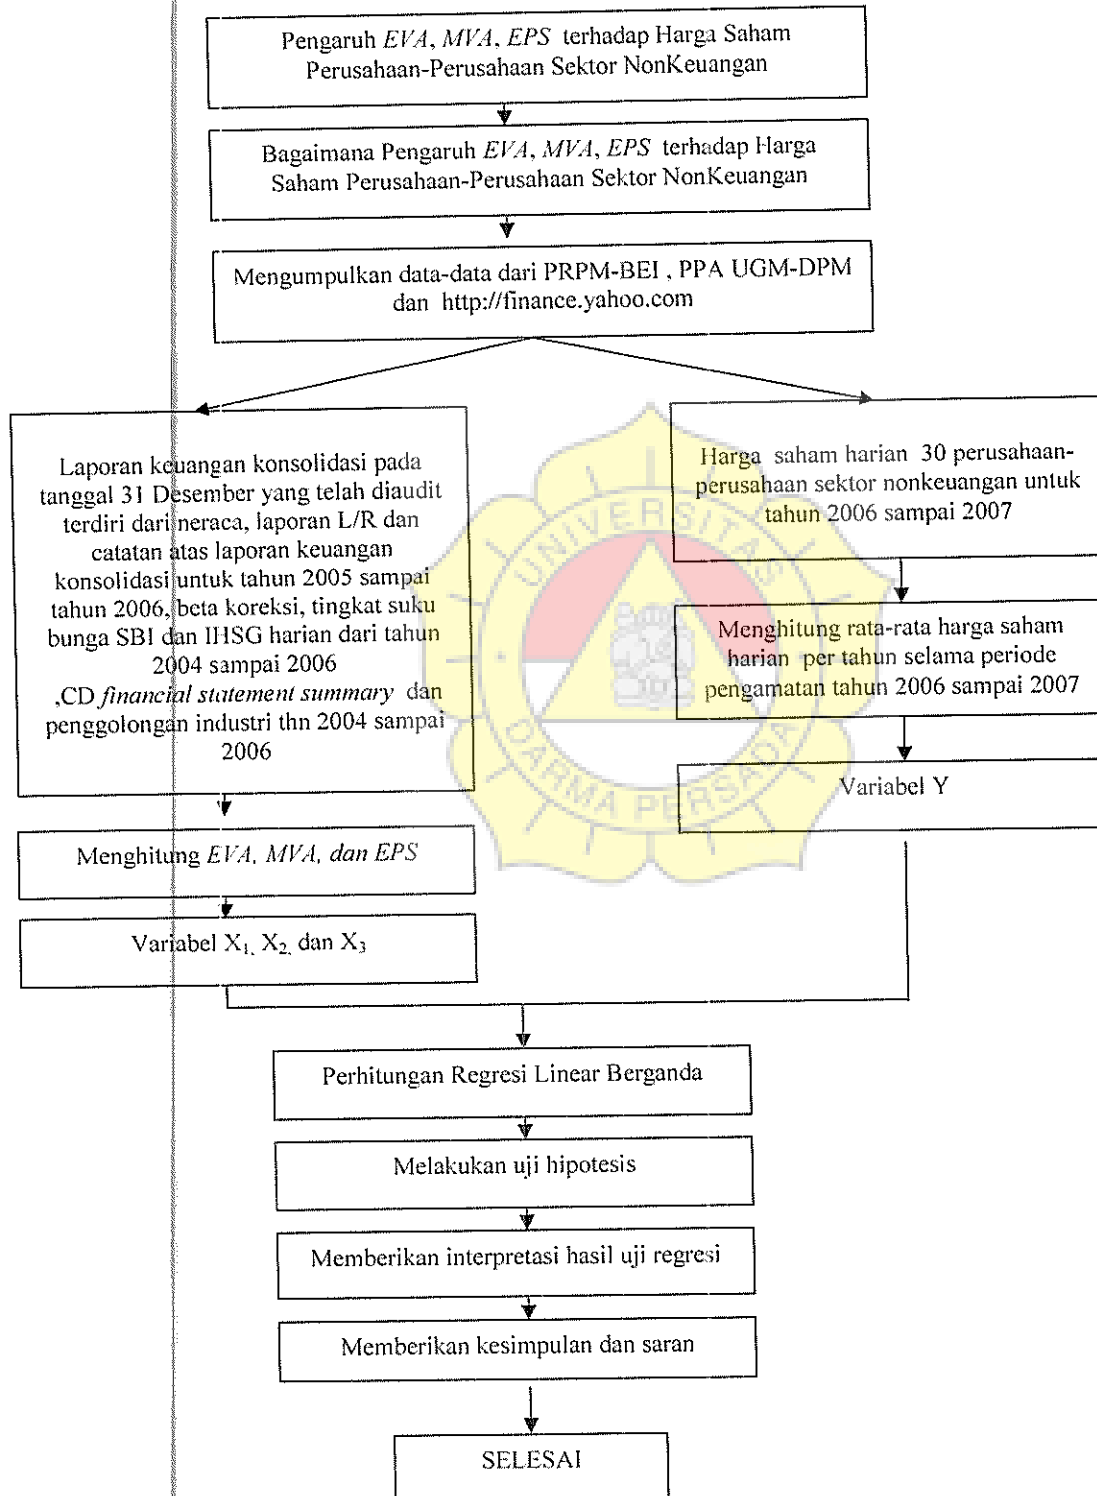 Pengaruh EVA, MVA, EPS terhadap Harga Saham
Perusahaan-Perusahaan Sektor NonKeuangan
Bagaimana Pengaruh EVA, MVA, EPS terhadap Harga
Saham Perusahaan-Perusahaan Sektor NonKeuangan
Mengumpulkan data-data dari PRPM-BEI , PPA UGM-DPM
dan http://finance.yahoo.com
Laporan keuangan konsolidasi pada
tanggal 31 Desember yang telah diaudit
terdiri dari neraca, laporan L/R dan
catatan atas laporan keuangan
konsolidasi untuk tahun 2005 sampai
tahun 2006, beta koreksi, tingkat suku
bunga SBI dan IHSG harian dari tahun
2004 sampai 2006
,CD financial statement summary dan
penggolongan industri thn 2004 sampai
2006
Menghitung EVA, MVA, dan EPS
Variabel X₁, X₂, dan X₃
Harga saham harian 30 perusahaan-
perusahaan sektor nonkeuangan untuk
tahun 2006 sampai 2007
Menghitung rata-rata harga saham
harian per tahun selama periode
pengamatan tahun 2006 sampai 2007
Variabel Y
UNIVERSITAS
DARMA PERSADA
Perhitungan Regresi Linear Berganda
Melakukan uji hipotesis
Memberikan interpretasi hasil uji regresi
Memberikan kesimpulan dan saran
SELESAI